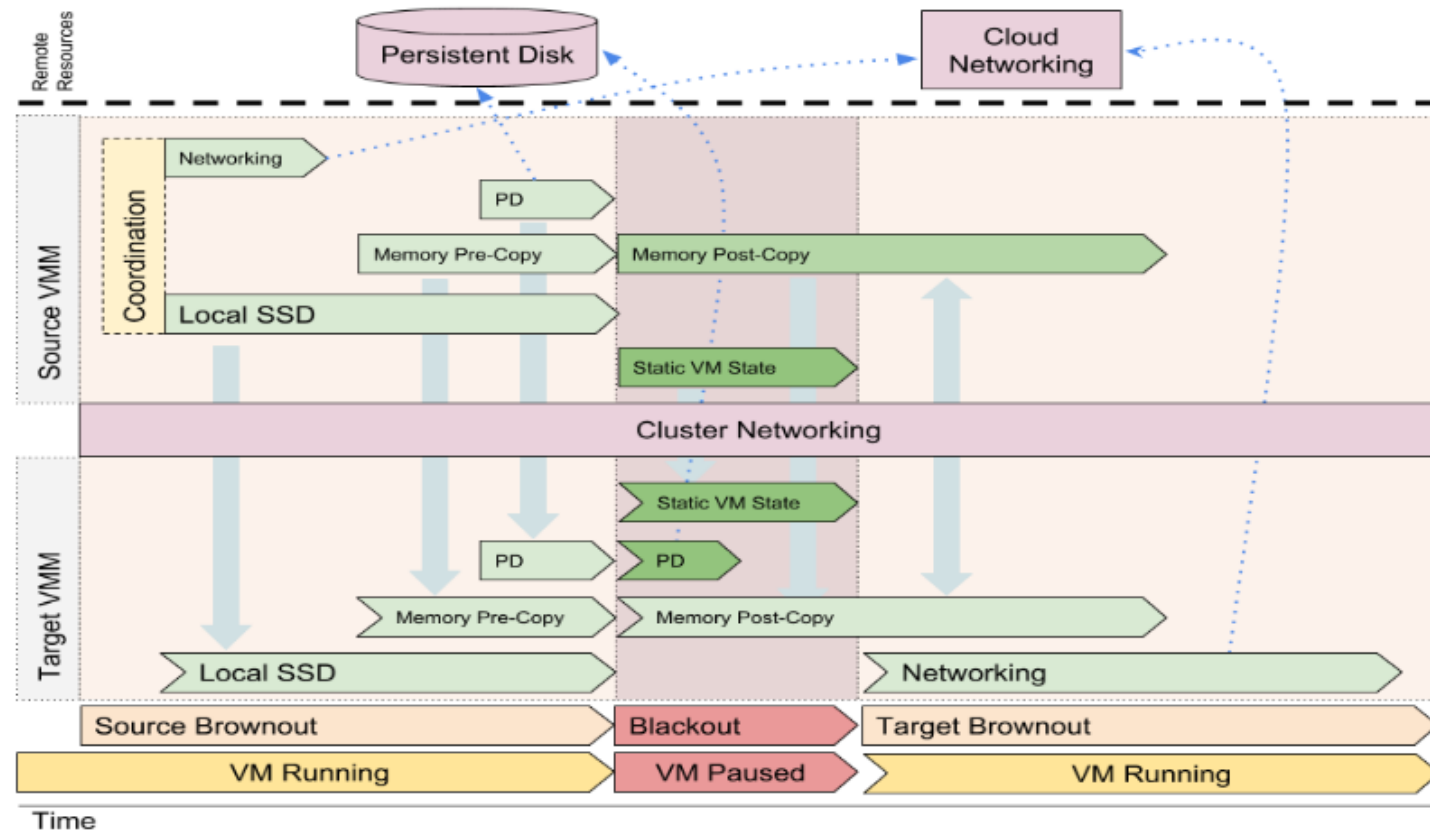 Remote
Resources
Persistent Disk
Cloud
Networking
Source VMM
Coordination
Networking
PD
Memory Pre-Copy
Memory Post-Copy
Local SSD
Static VM State
Cluster Networking
Target VMM
Static VM State
PD
PD
Memory Pre-Copy
Memory Post-Copy
Local SSD
Networking
Source Brownout
Blackout
Target Brownout
VM Running
VM Paused
VM Running
Time